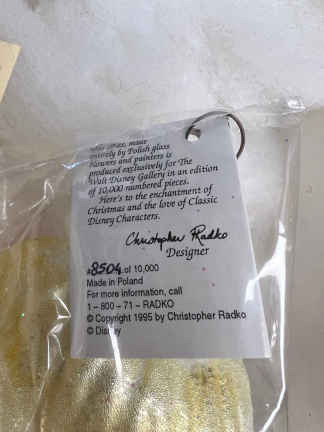 entirely by Polish glass
blowers and painters is
produced exclusively for The
Walt Disney Gallery in an edition
of 10,000 numbered pieces.
Here's to the enchantment of
Christmas and the love of Classic
Disney Characters.
Christopher Radko
Designer
8504 of 10,000
Made in Poland
For more information, call
1 – 800 – 71 – RADKO
© Copyright 1995 by Christopher Radko
© Disney